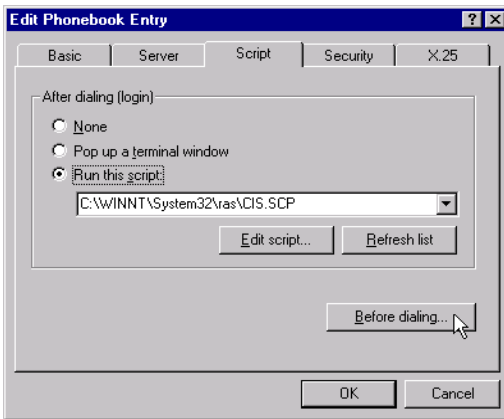 Edit Phonebook Entry
Basic Server Script Security X.25
After dialing (login)
None
Pop up a terminal window
Run this script:
C:\WINNT\System32\ras\CIS.SCP
Edit script... Refresh list
Before dialing...
OK Cancel